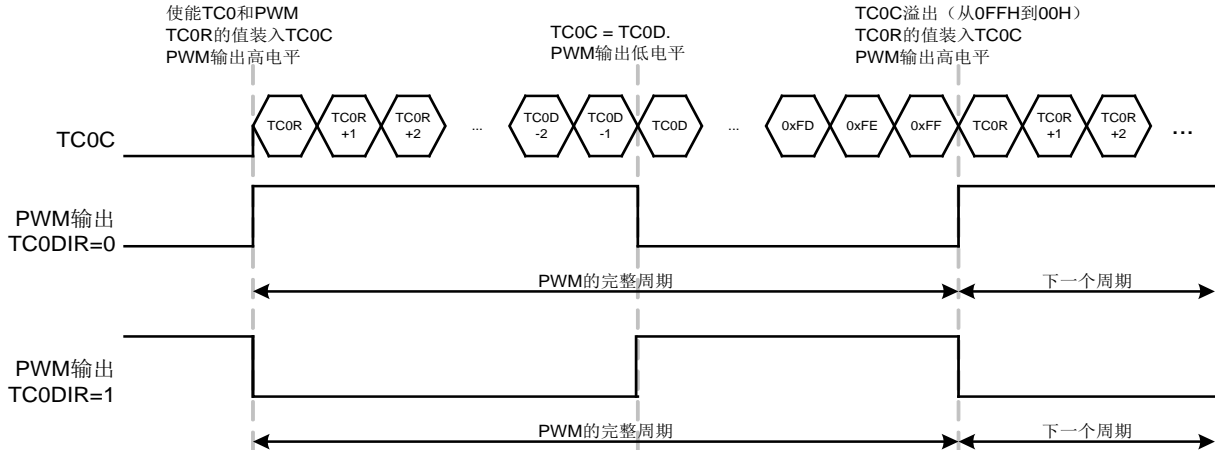 使能TC0和PWM
TC0R的值装入TC0C
PWM输出高电平
TC0C = TC0D.
PWM输出低电平
TC0C溢出（从0FFH到00H）
TC0R的值装入TC0C
PWM输出高电平
TC0C
TC0R
TC0R
+1
TC0R
+2
...
TC0D
-2
TC0D
-1
TC0D
...
0xFD
0xFE
0xFF
TC0R
TC0R
+1
TC0R
+2
...
PWM输出
TC0DIR=0
PWM的完整周期
下一个周期
PWM输出
TC0DIR=1
PWM的完整周期
下一个周期